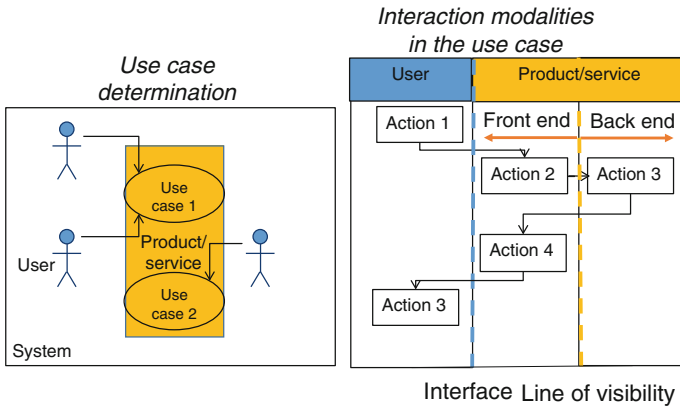 Use case
determination
Use
case 1
Product/
service
User
Use
case 2
System
Interaction modalities
in the use case
User
Product/service
Front end
Back end
Action 1
Action 2
Action 3
Action 4
Action 3
Interface
Line of visibility